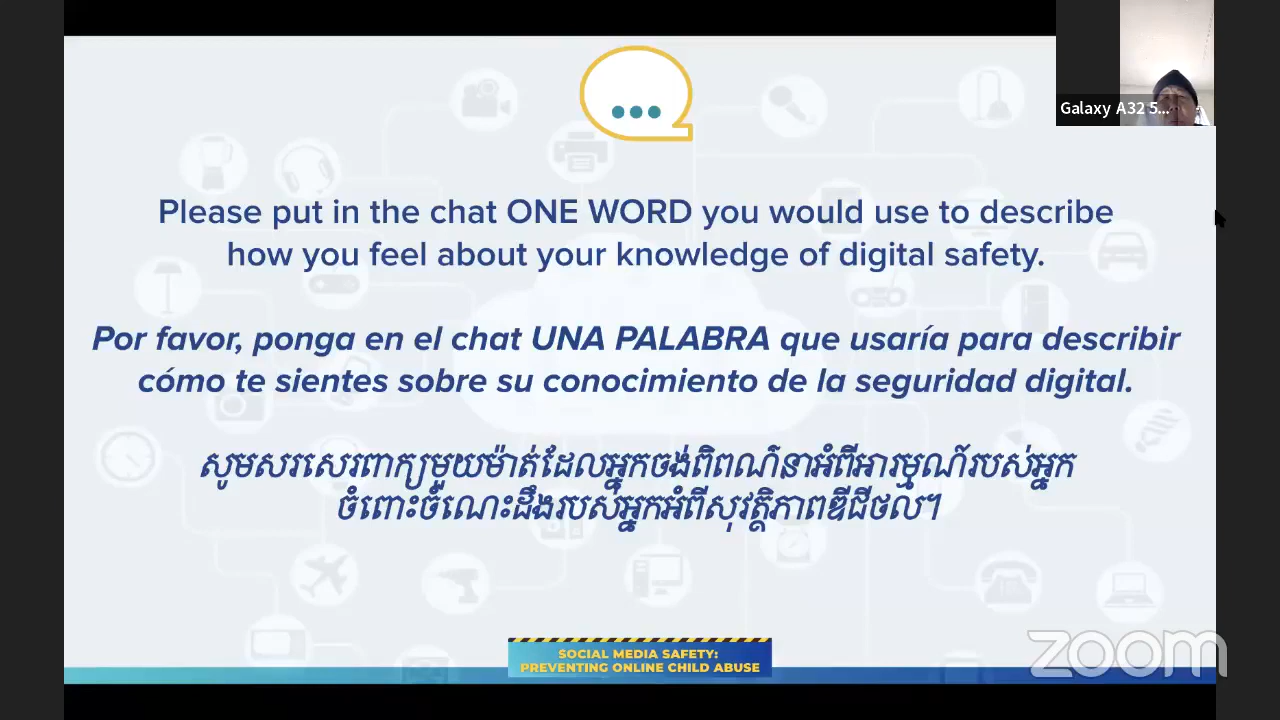 Galaxy A32 5...
Please put in the chat ONE WORD you would use to describe
how you feel about your knowledge of digital safety.
Por favor, ponga en el chat UNA PALABRA que usaría para describir
cómo te sientes sobre su conocimiento de la seguridad digital.
សូមសរសេរពាក្យមួយម៉ាត់ដែលអ្នកចង់ពិពណ៌នាអំពីអារម្មណ៍របស់អ្នក
ចំពោះចំណេះដឹងរបស់អ្នកអំពីសុវត្ថិភាពឌីជីថល។
SOCIAL MEDIA SAFETY:
PREVENTING ONLINE CHILD ABUSE
zoom